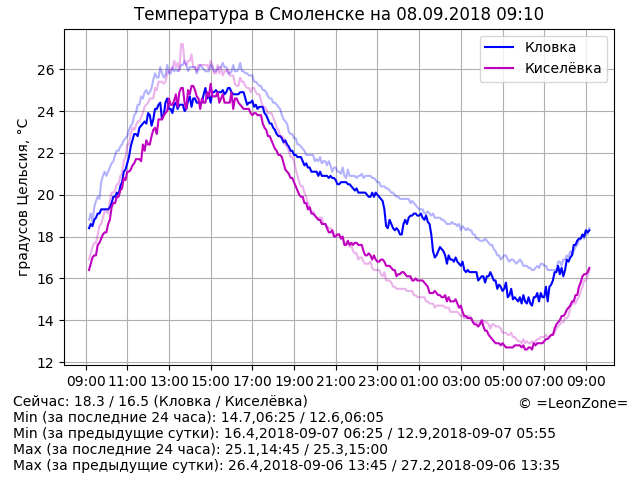 Температура в Смоленске на 08.09.2018 09:10
Кловка
Киселёвка
градусов Цельсия, °C
26
24
22
20
18
16
14
12
09:00 11:00 13:00 15:00 17:00 19:00 21:00 23:00 01:00 03:00 05:00 07:00 09:00
Сейчас: 18.3 / 16.5 (Кловка / Киселёвка)
© =LeonZone=
Min (за последние 24 часа): 14.7,06:25 / 12.6,06:05
Min (за предыдущие сутки): 16.4,2018-09-07 06:25 / 12.9,2018-09-07 05:55
Max (за последние 24 часа): 25.1,14:45 / 25.3,15:00
Max (за предыдущие сутки): 26.4,2018-09-06 13:45 / 27.2,2018-09-06 13:35